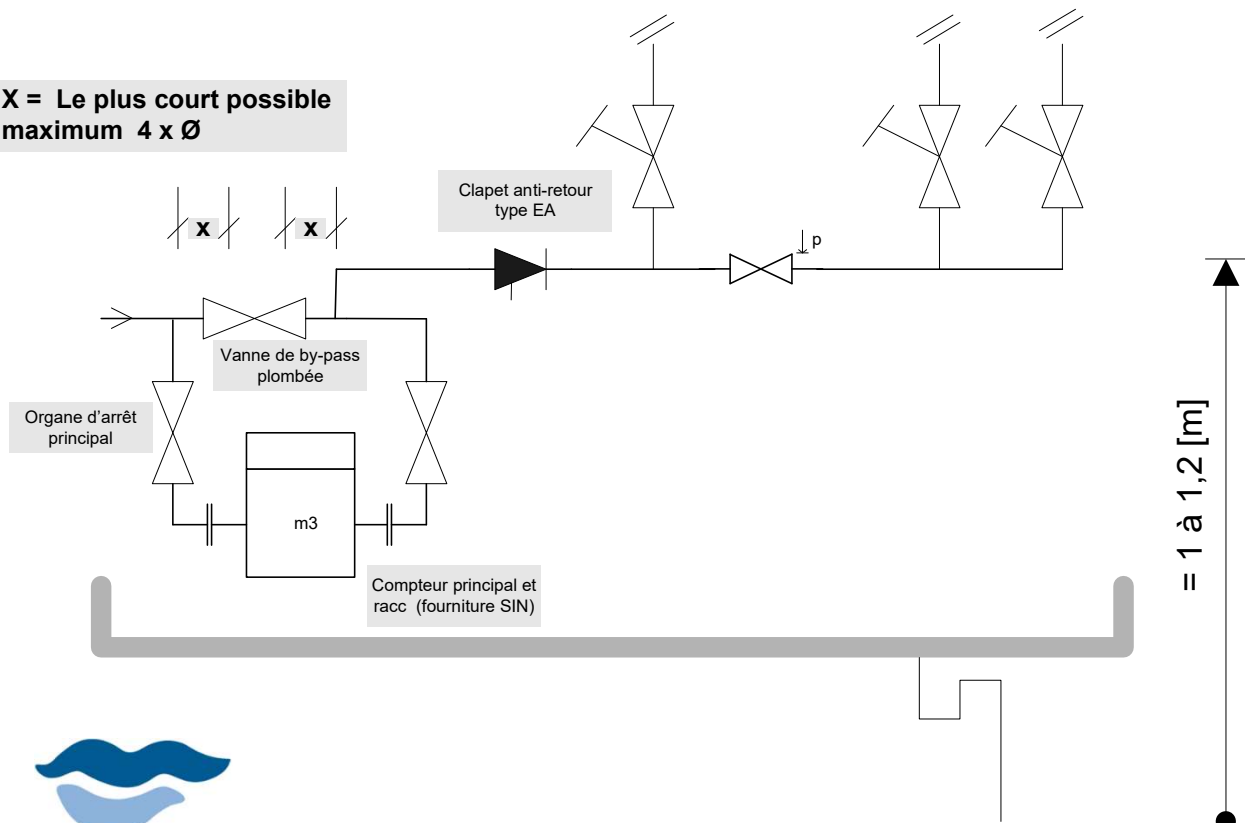 X = Le plus court possible
maximum 4 x Ø
x
x
Clapet anti-retour
type EA
p
Vanne de by-pass
plombée
Organe d'arrêt
principal
m3
Compteur principal et
racc (fourniture SIN)
= 1 à 1,2 [m]